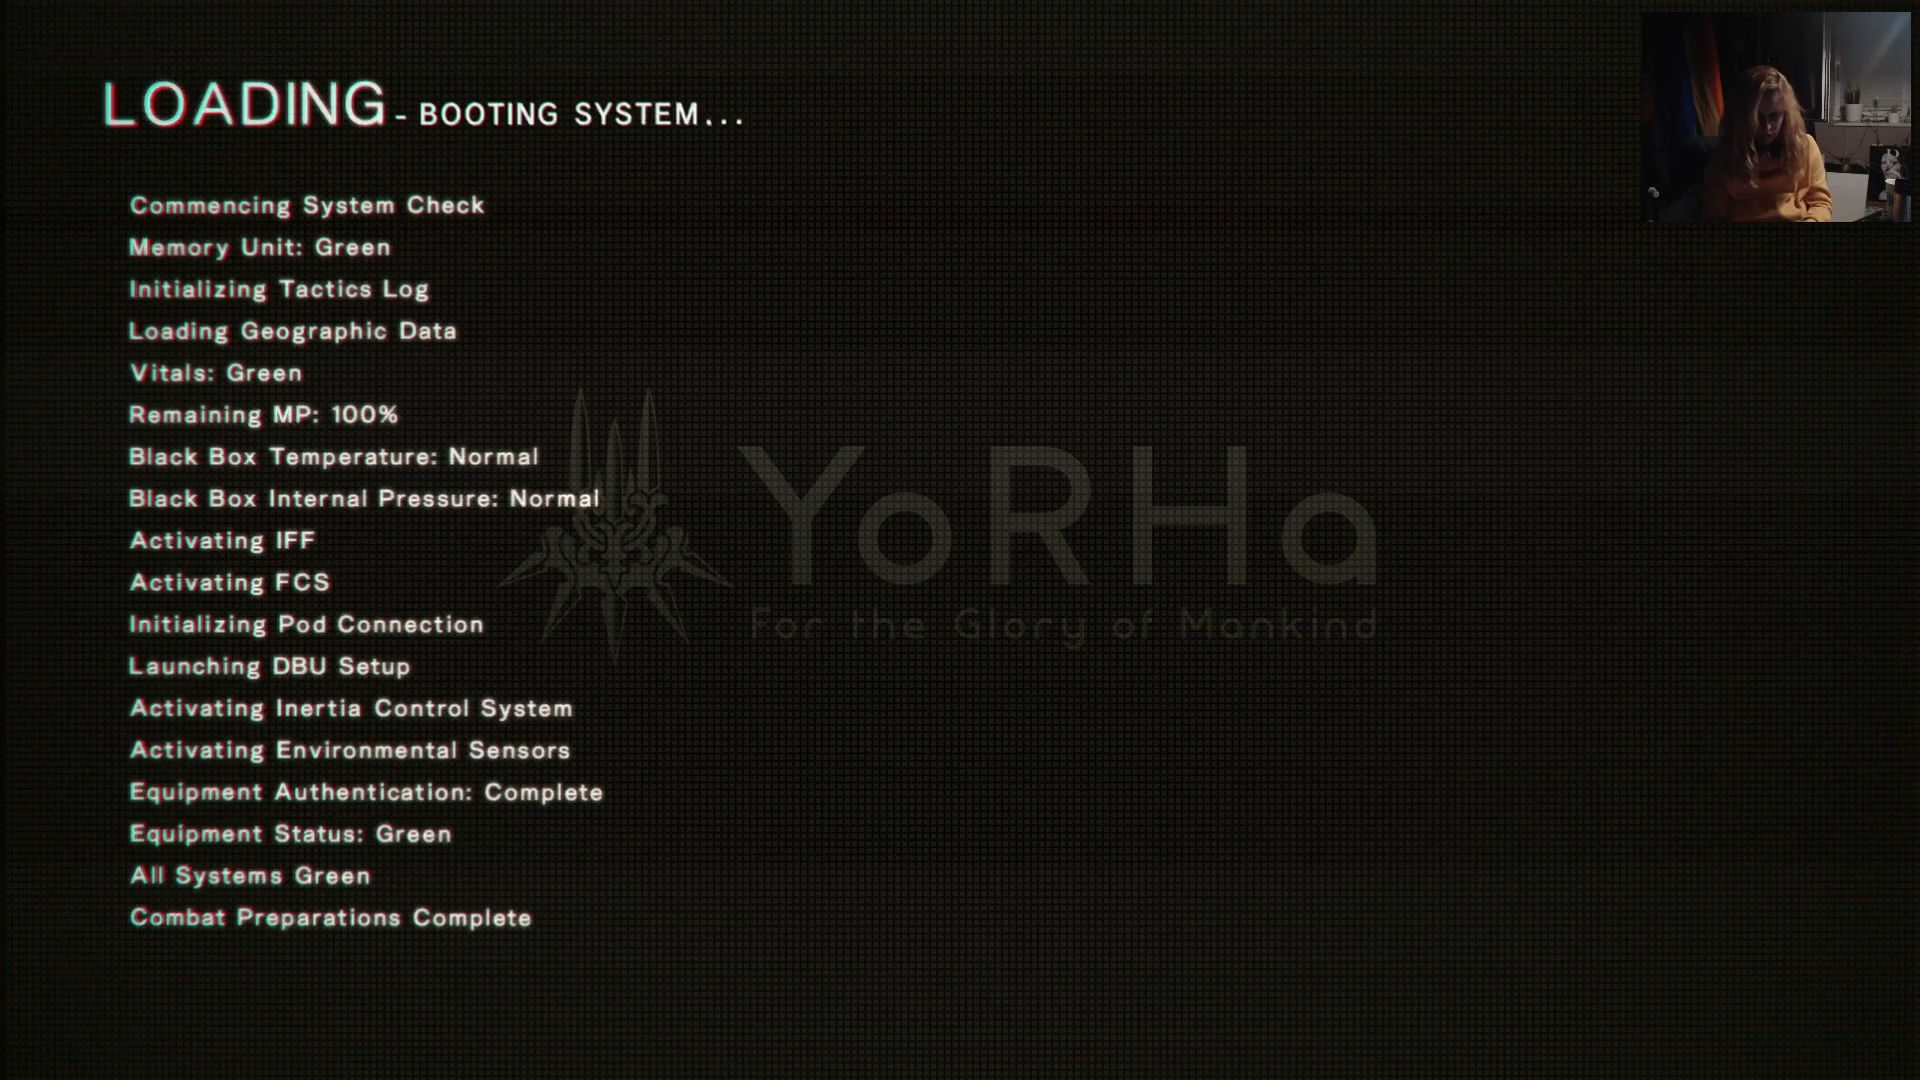 LOADING - BOOTING SYSTEM...
Commencing System Check
Memory Unit: Green
Initializing Tactics Log
Loading Geographic Data
Vitals: Green
Remaining MP: 100%
Black Box Temperature: Normal
Black Box Internal Pressure: Normal
Activating IFF
Activating FCS
Initializing Pod Connection
Launching DBU Setup
Activating Inertia Control System
Activating Environmental Sensors
Equipment Authentication: Complete
Equipment Status: Green
All Systems Green
Combat Preparations Complete
YoRHa
For the Glory of Mankind